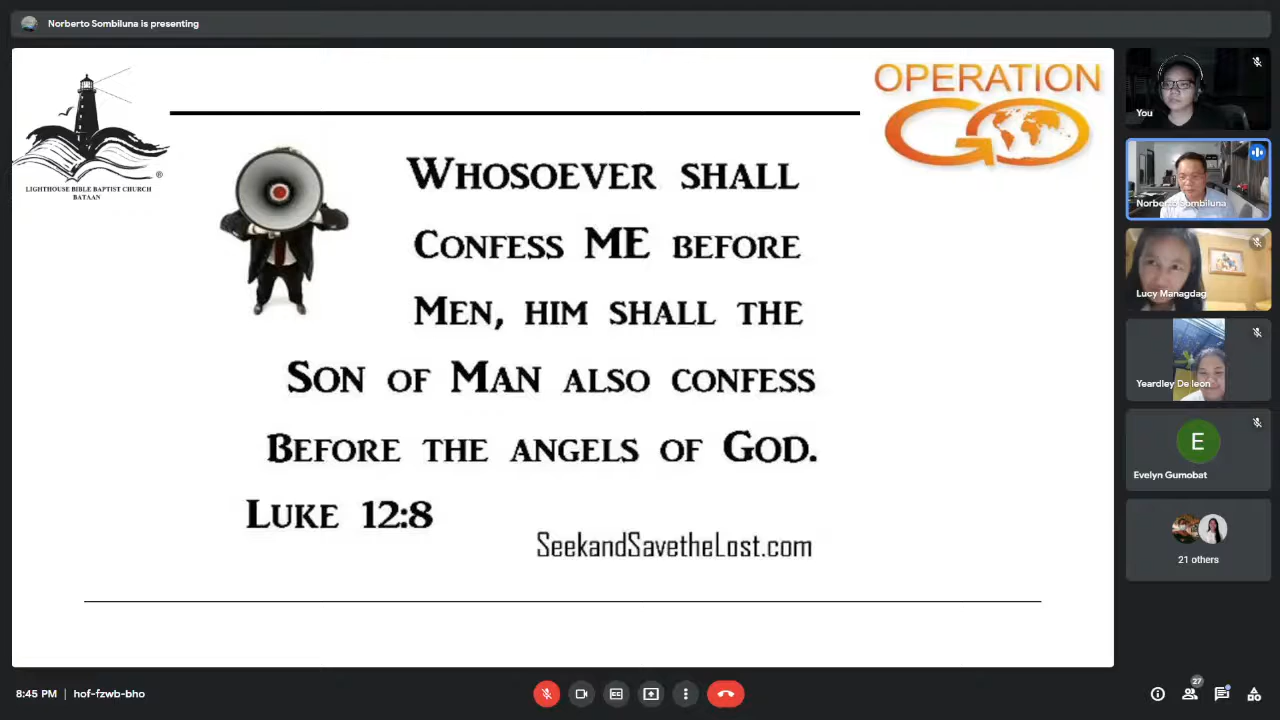 Norberto Sombiluna is presenting
LIGHTHOUSE BIBLE BAPTIST CHURCH
BATAAN
®
OPERATION
GO
WHOSOEVER SHALL
CONFESS ME BEFORE
MEN, HIM SHALL THE
SON OF MAN ALSO CONFESS
BEFORE THE ANGELS OF GOD.
LUKE 12:8
SeekandSavetheLost.com
You
Norberto Sombiluna
Lucy Managdag
Yeardley De leon
E
Evelyn Gumobat
21 others
8:45 PM | hof-fzwb-bho
27